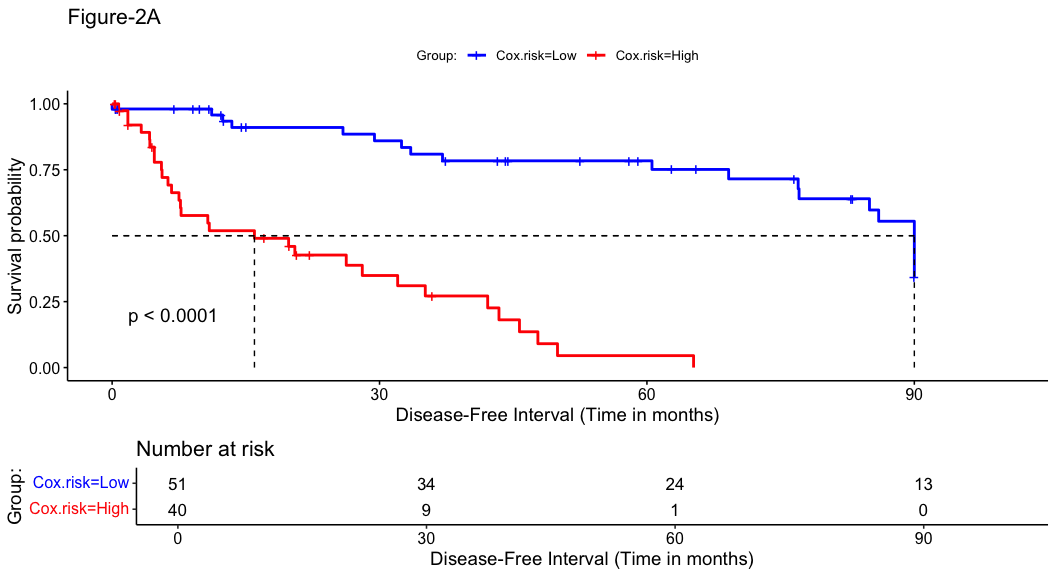 Figure-2A
Group: Cox.risk=Low Cox.risk=High
Survival probability
1.00
0.75
0.50
0.25
0.00
p < 0.0001
0 30 60 90
Disease-Free Interval (Time in months)
Number at risk
Group:
Cox.risk=Low 51 34 24 13
Cox.risk=High 40 9 1 0
0 30 60 90
Disease-Free Interval (Time in months)